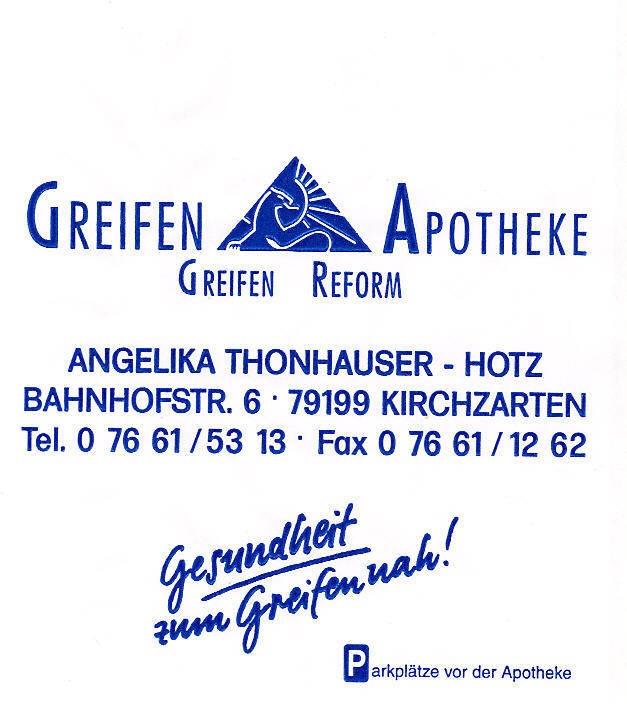 GREIFEN APOTHEKE
GREIFEN REFORM
ANGELIKA THONHAUSER - HOTZ
BAHNHOFSTR. 6 · 79199 KIRCHZARTEN
Tel. 0 76 61/53 13 · Fax 0 76 61/12 62
Gesundheit
zum Greifen nah!
Parkplätze vor der Apotheke